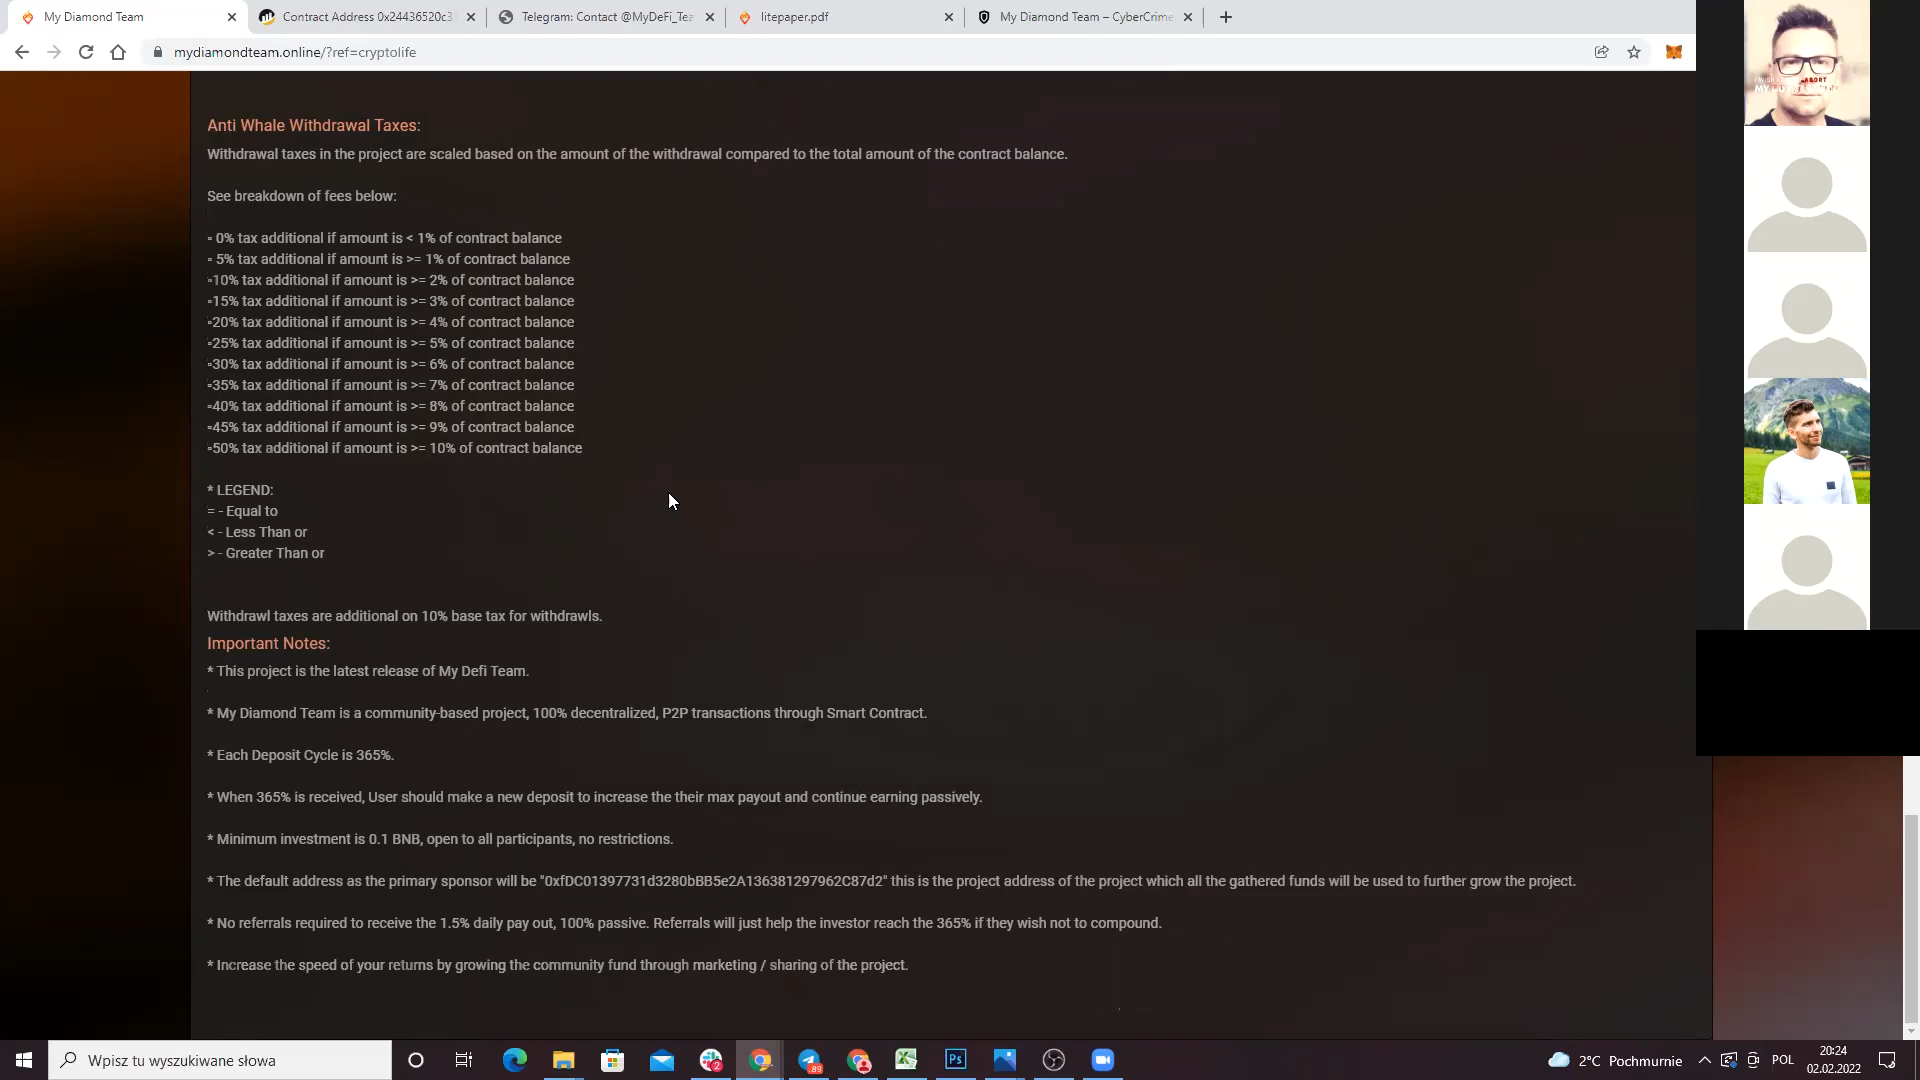 My Diamond Team
Contract Address 0x24436520c3
Telegram: Contact @MyDeFi_Tea
litepaper.pdf
My Diamond Team – CyberCrime
mydiamondteam.online/?ref=cryptolife
Anti Whale Withdrawal Taxes:
Withdrawal taxes in the project are scaled based on the amount of the withdrawal compared to the total amount of the contract balance.
See breakdown of fees below:
- 0% tax additional if amount is < 1% of contract balance
- 5% tax additional if amount is >= 1% of contract balance
-10% tax additional if amount is >= 2% of contract balance
-15% tax additional if amount is >= 3% of contract balance
-20% tax additional if amount is >= 4% of contract balance
-25% tax additional if amount is >= 5% of contract balance
-30% tax additional if amount is >= 6% of contract balance
-35% tax additional if amount is >= 7% of contract balance
-40% tax additional if amount is >= 8% of contract balance
-45% tax additional if amount is >= 9% of contract balance
-50% tax additional if amount is >= 10% of contract balance
* LEGEND:
= - Equal to
< - Less Than or
> - Greater Than or
Withdrawl taxes are additional on 10% base tax for withdrawls.
Important Notes:
* This project is the latest release of My Defi Team.
* My Diamond Team is a community-based project, 100% decentralized, P2P transactions through Smart Contract.
* Each Deposit Cycle is 365%.
* When 365% is received, User should make a new deposit to increase the their max payout and continue earning passively.
* Minimum investment is 0.1 BNB, open to all participants, no restrictions.
* The default address as the primary sponsor will be "0xfDC01397731d3280bBB5e2A136381297962C87d2" this is the project address of the project which all the gathered funds will be used to further grow the project.
* No referrals required to receive the 1.5% daily pay out, 100% passive. Referrals will just help the investor reach the 365% if they wish not to compound.
* Increase the speed of your returns by growing the community fund through marketing / sharing of the project.
I WISH
ABORT
MY
Wpisz tu wyszukiwane słowa
2
89
Ps
2°C Pochmurnie
POL
20:24
02.02.2022